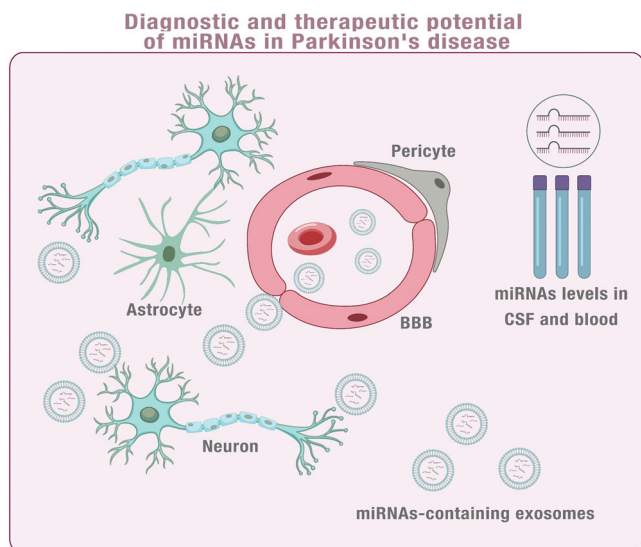 Diagnostic and therapeutic potential
of miRNAs in Parkinson's disease
Pericyte
Astrocyte
BBB
miRNAs levels in
CSF and blood
Neuron
miRNAs-containing exosomes